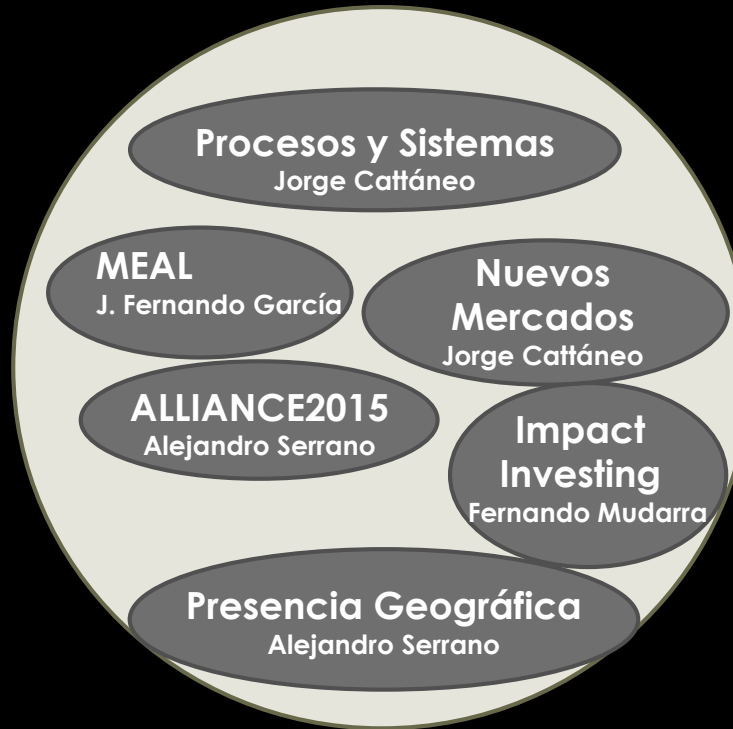 Procesos y Sistemas
Jorge Cattáneo
MEAL
J. Fernando García
Nuevos
Mercados
Jorge Cattáneo
ALLIANCE2015
Alejandro Serrano
Impact
Investing
Fernando Mudarra
Presencia Geográfica
Alejandro Serrano